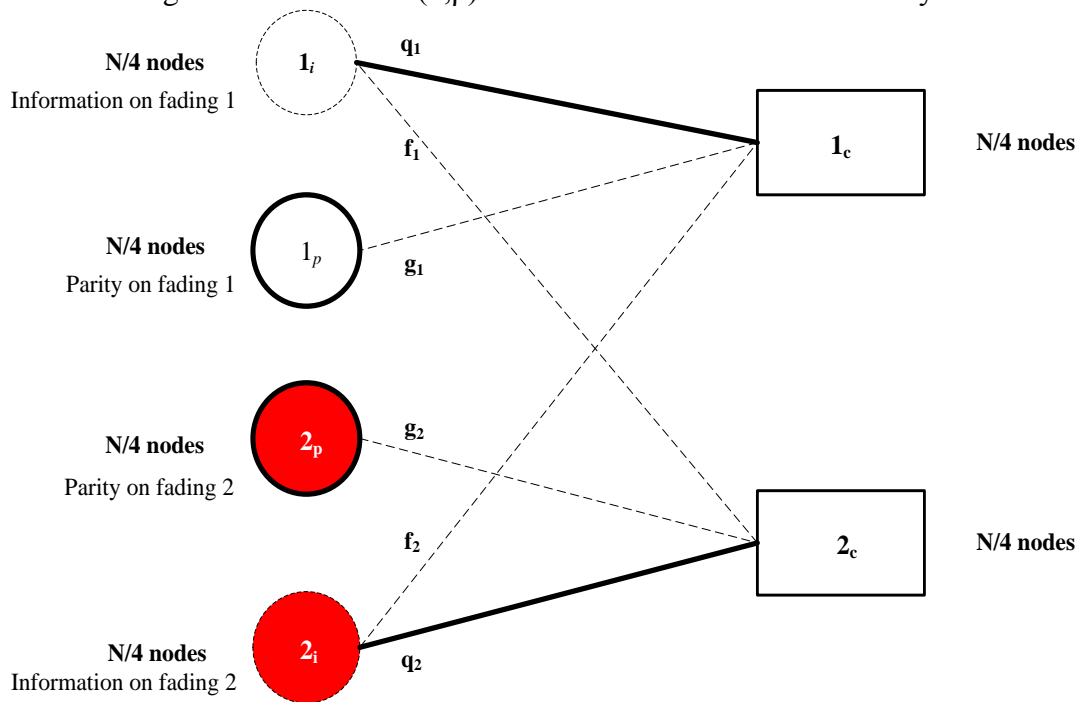 q1
N/4 nodes
1i
Information on fading 1
f1
1c
N/4 nodes
N/4 nodes
1p
Parity on fading 1
g1
N/4 nodes
2p
g2
Parity on fading 2
f2
2c
N/4 nodes
N/4 nodes
2i
Information on fading 2
q2